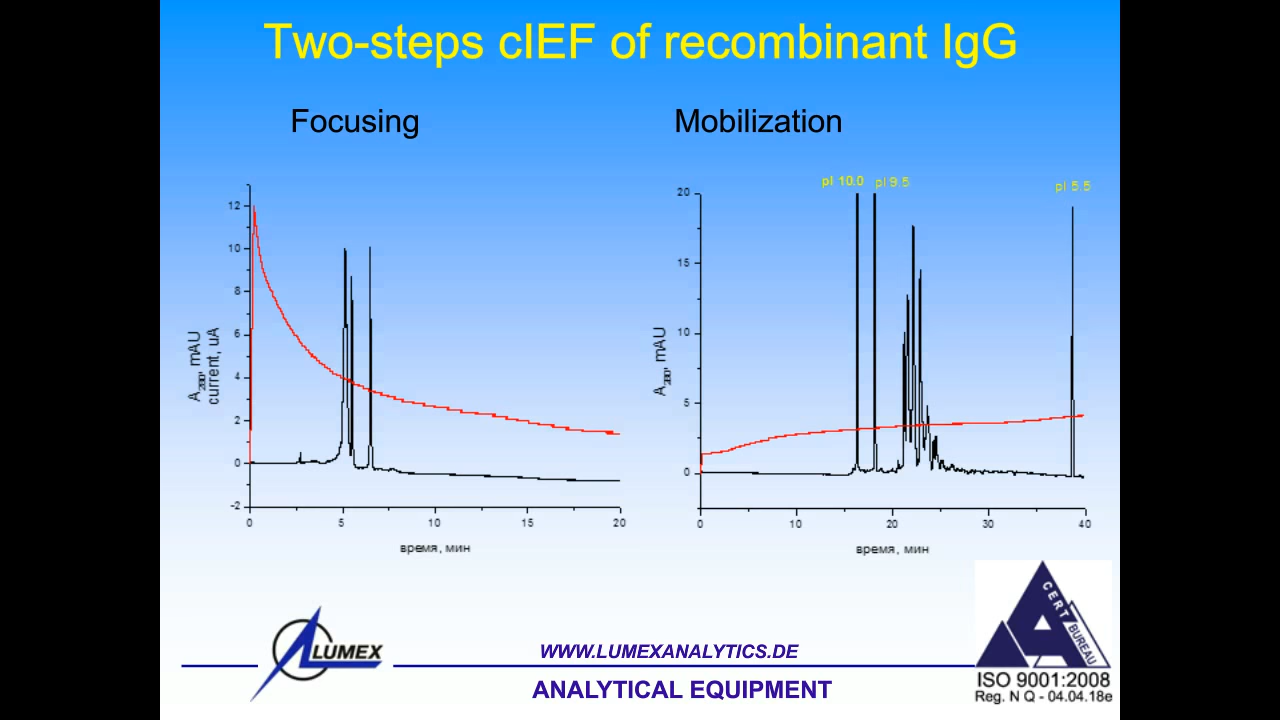 Two-steps cIEF of recombinant IgG
Focusing
Mobilization
12
10
8
6
4
2
0
-2
A280, mAU
current, uA
0
5
10
15
20
время, мин
pI 10.0
pI 9.5
pI 5.5
20
15
10
5
0
A280, mAU
0
10
20
30
40
время, мин
LUMEX
WWW.LUMEXANALYTICS.DE
ANALYTICAL EQUIPMENT
CERT
BUREAU
ISO 9001:2008
Reg. N Q - 04.04.18e